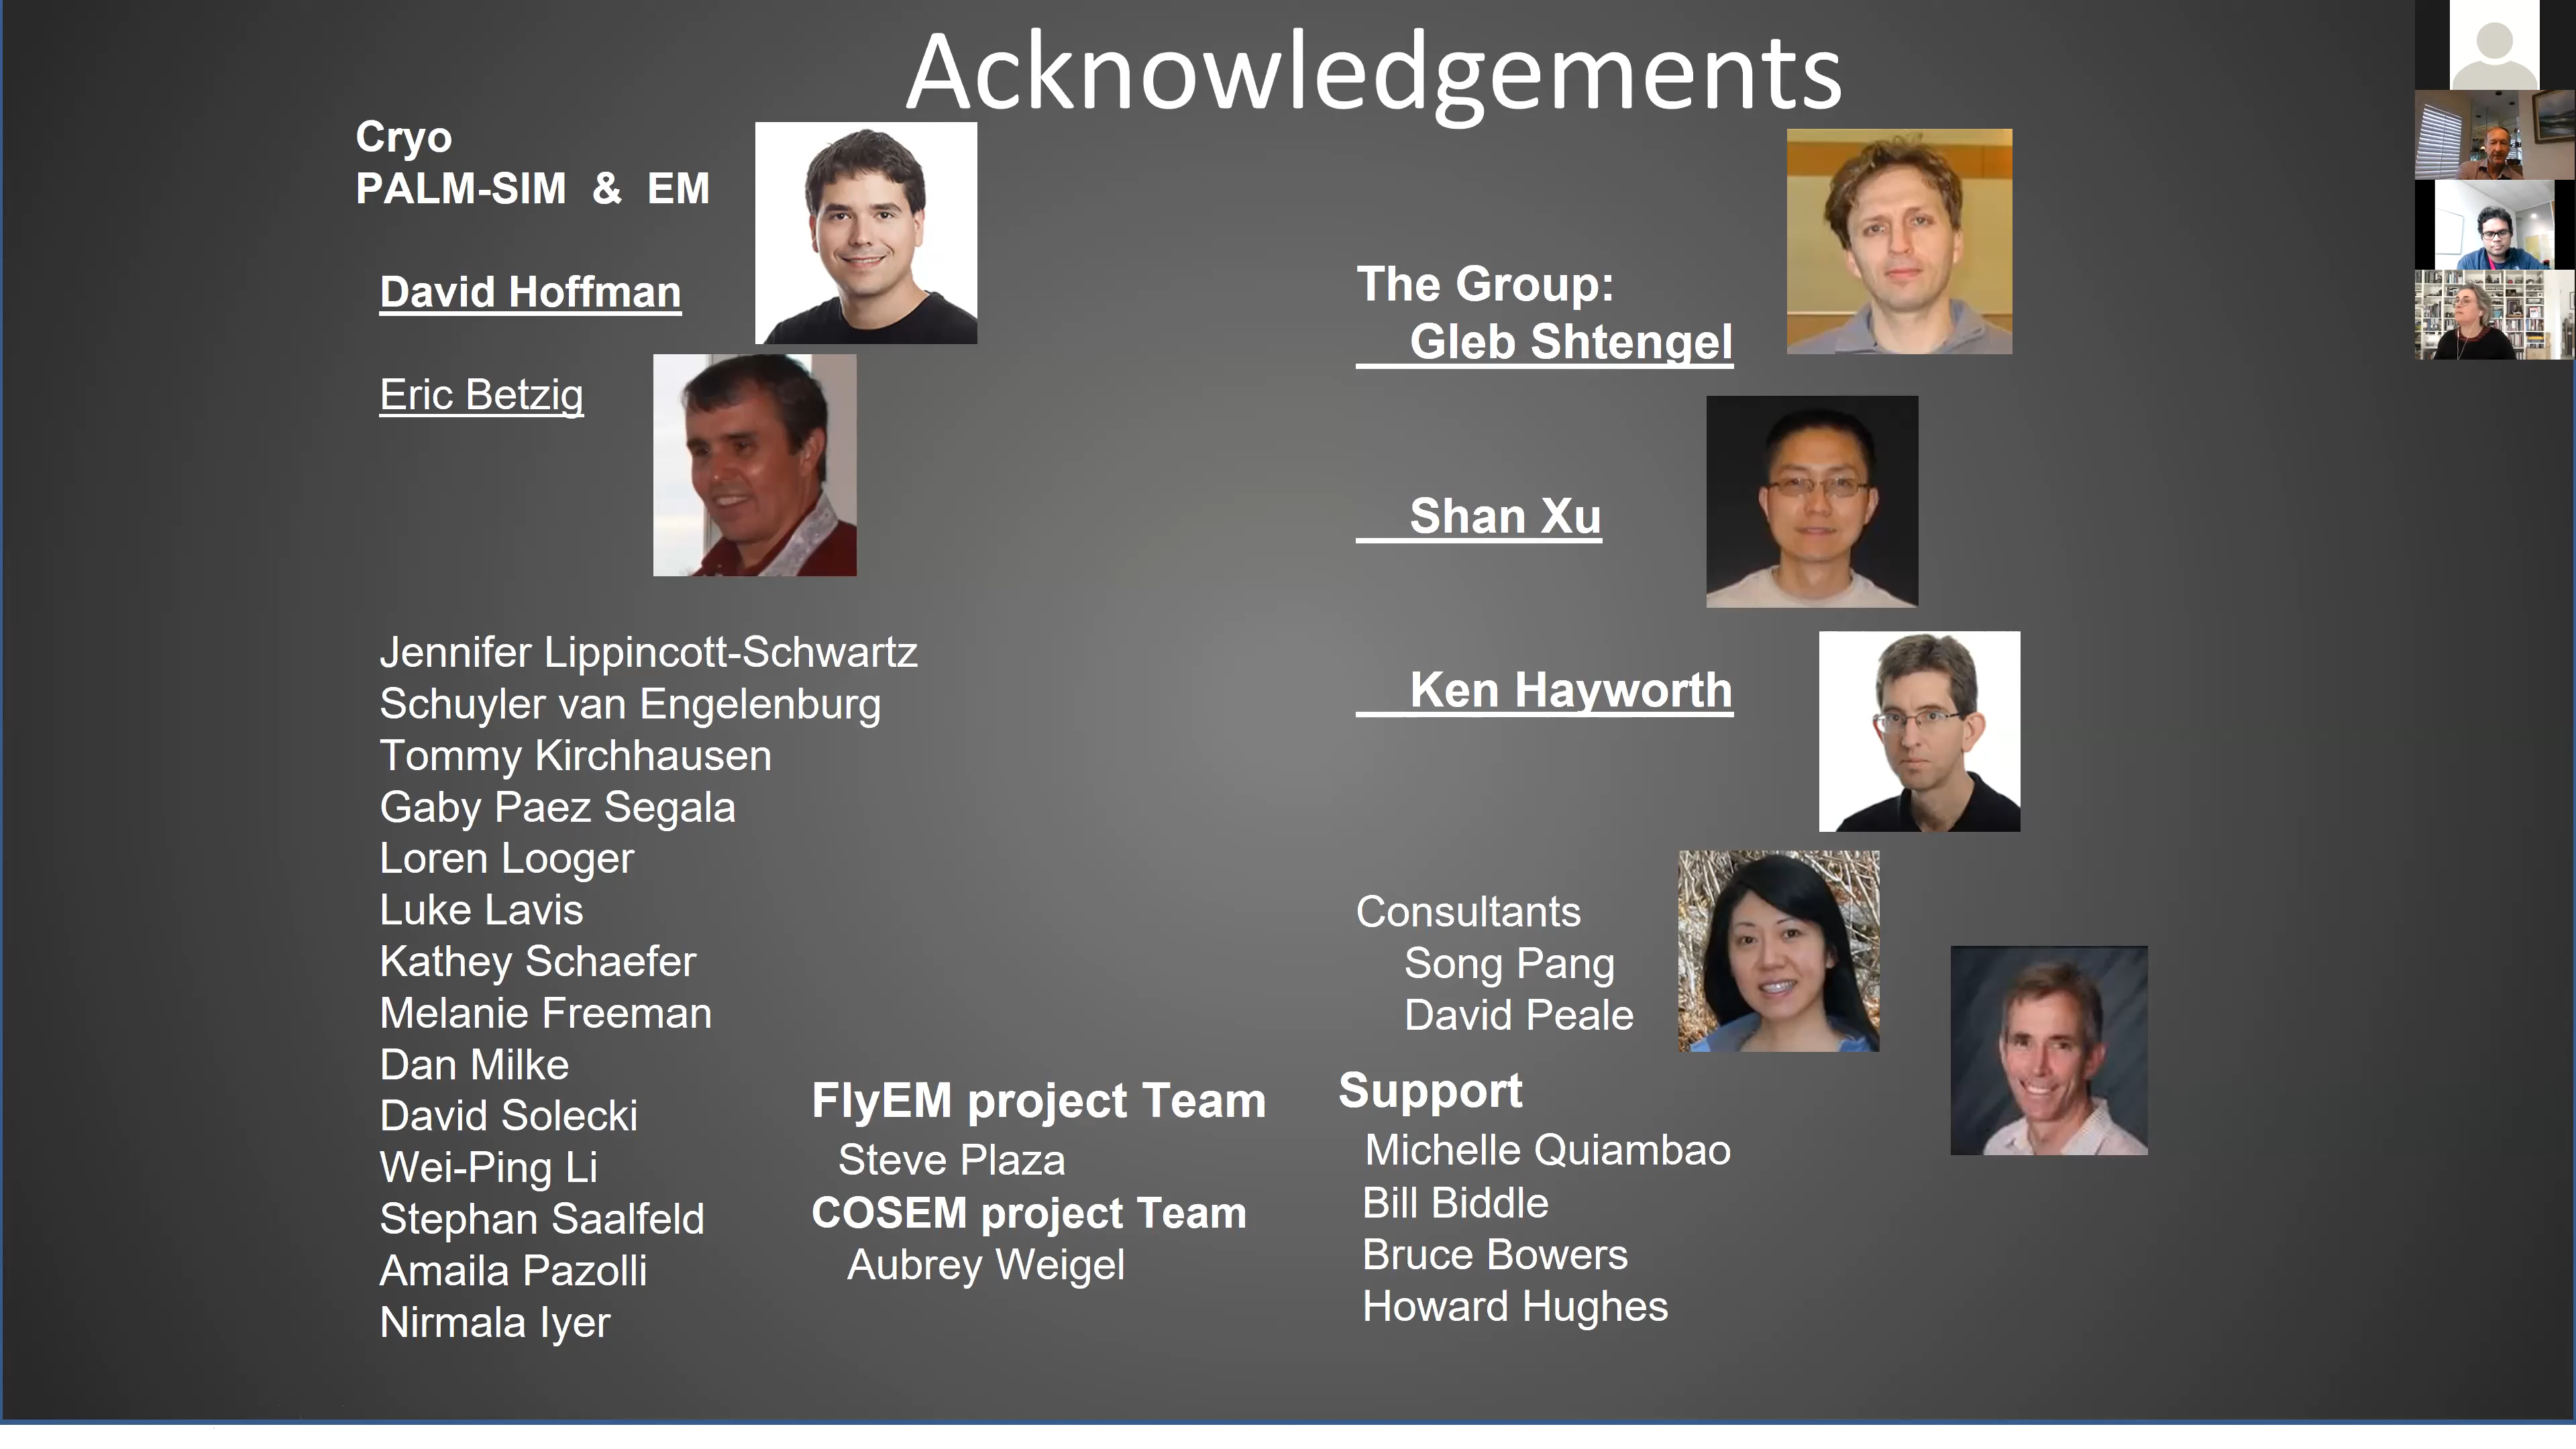 Acknowledgements
Cryo
PALM-SIM & EM
David Hoffman
Eric Betzig
Jennifer Lippincott-Schwartz
Schuyler van Engelenburg
Tommy Kirchhausen
Gaby Paez Segala
Loren Looger
Luke Lavis
Kathey Schaefer
Melanie Freeman
Dan Milke
David Solecki
Wei-Ping Li
Stephan Saalfeld
Amaila Pazolli
Nirmala Iyer
FlyEM project Team
Steve Plaza
COSEM project Team
Aubrey Weigel
The Group:
Gleb Shtengel
Shan Xu
Ken Hayworth
Consultants
Song Pang
David Peale
Support
Michelle Quiambao
Bill Biddle
Bruce Bowers
Howard Hughes